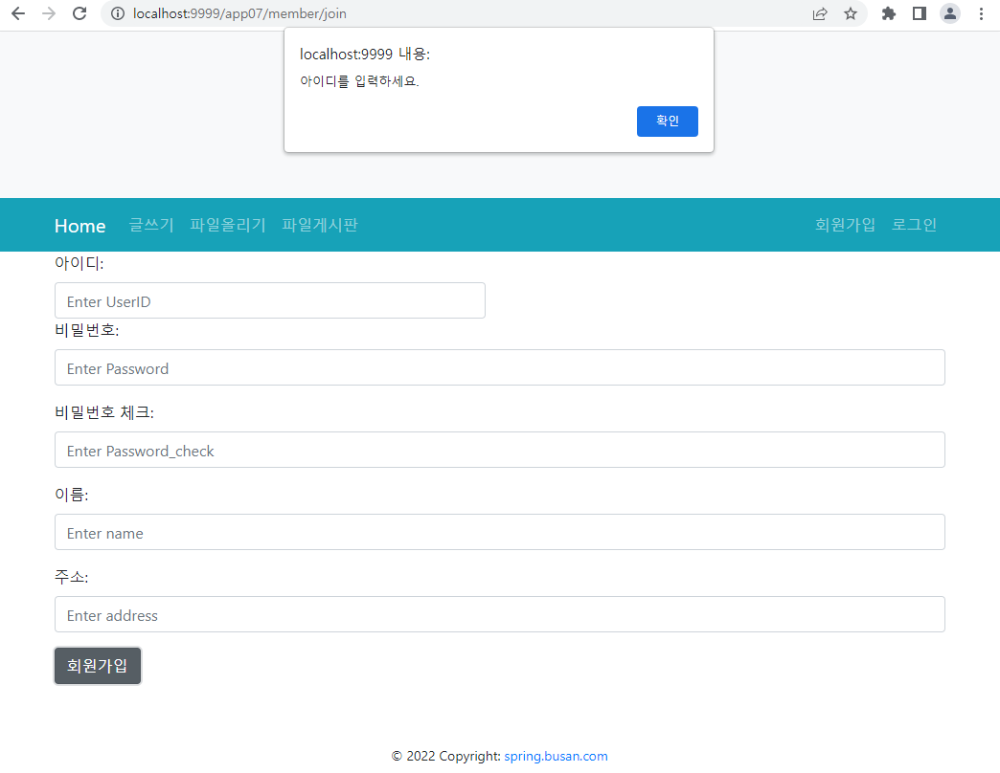 localhost:9999/app07/member/join
localhost:9999 내용:
아이디를 입력하세요.
확인
Home 글쓰기 파일올리기 파일게시판 회원가입 로그인
아이디:
Enter UserID
비밀번호:
Enter Password
비밀번호 체크:
Enter Password_check
이름:
Enter name
주소:
Enter address
회원가입
© 2022 Copyright: spring.busan.com